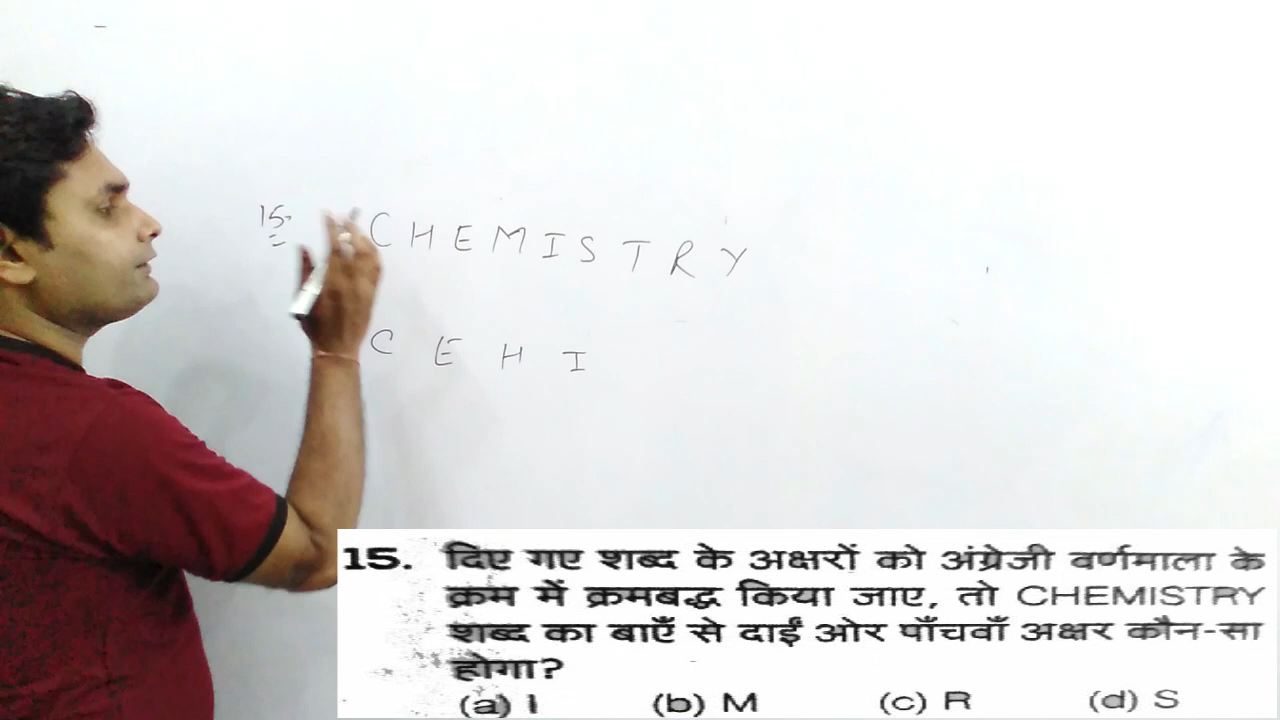 15.
CHEMISTRY
C E H I
15. दिए गए शब्द के अक्षरों को अंग्रेजी वर्णमाला के
क्रम में क्रमबद्ध किया जाए, तो CHEMISTRY
शब्द का बाएँ से दाईं ओर पाँचवाँ अक्षर कौन-सा
होगा?
(a) I (b) M (c) R (d) S